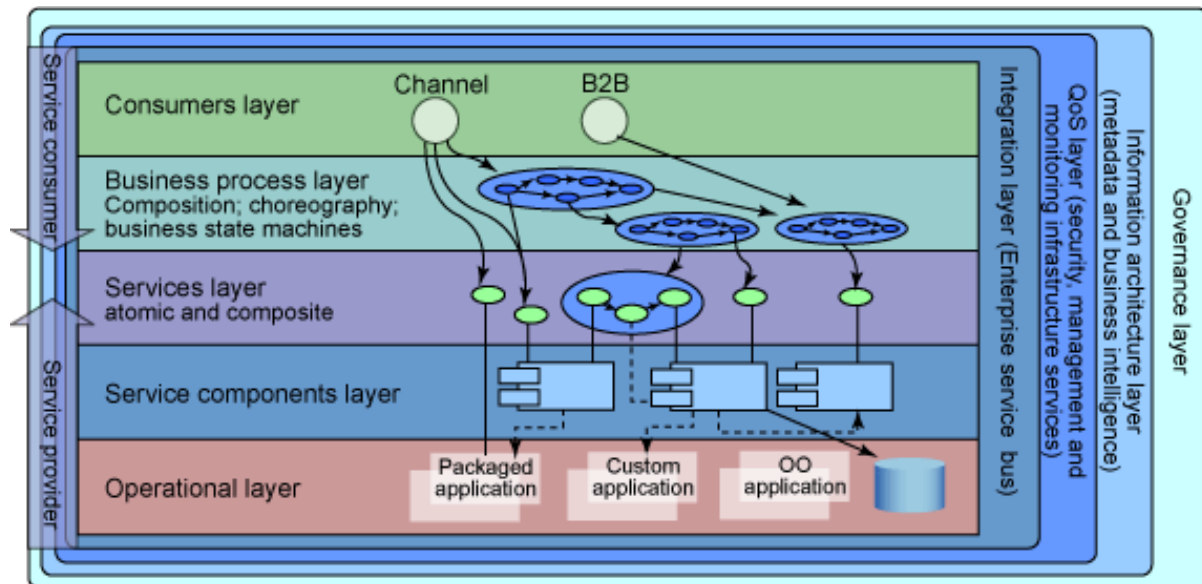 Service consumer
Service provider
Channel
B2B
Consumers layer
Business process layer
Composition; choreography;
business state machines
Services layer
atomic and composite
Service components layer
Operational layer
Packaged
application
Custom
application
OO
application
Integration layer (Enterprise service bus)
QoS layer (security, management and
monitoring infrastructure services)
Information architecture layer
(metadata and business intelligence)
Governance layer